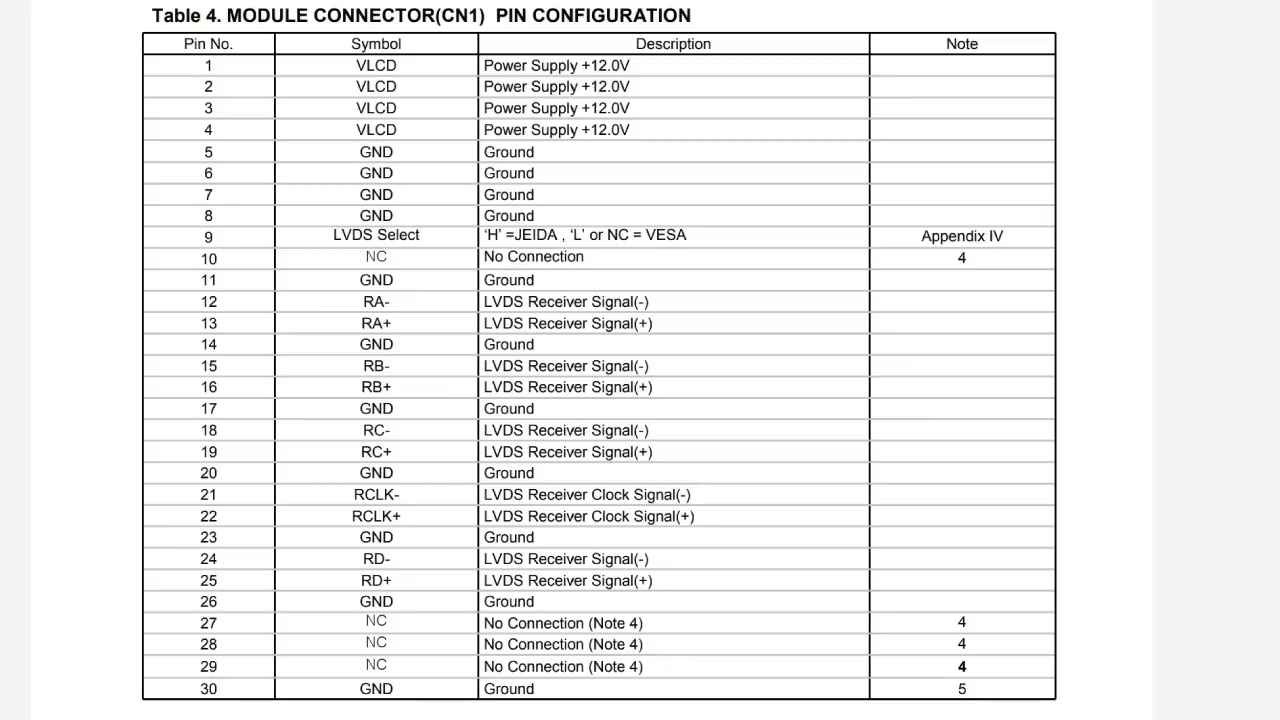 Table 4. MODULE CONNECTOR(CN1) PIN CONFIGURATION
Pin No. Symbol Description Note
1 VLCD Power Supply +12.0V
2 VLCD Power Supply +12.0V
3 VLCD Power Supply +12.0V
4 VLCD Power Supply +12.0V
5 GND Ground
6 GND Ground
7 GND Ground
8 GND Ground
9 LVDS Select ‘H’ =JEIDA , ‘L’ or NC = VESA Appendix IV
10 NC No Connection 4
11 GND Ground
12 RA- LVDS Receiver Signal(-)
13 RA+ LVDS Receiver Signal(+)
14 GND Ground
15 RB- LVDS Receiver Signal(-)
16 RB+ LVDS Receiver Signal(+)
17 GND Ground
18 RC- LVDS Receiver Signal(-)
19 RC+ LVDS Receiver Signal(+)
20 GND Ground
21 RCLK- LVDS Receiver Clock Signal(-)
22 RCLK+ LVDS Receiver Clock Signal(+)
23 GND Ground
24 RD- LVDS Receiver Signal(-)
25 RD+ LVDS Receiver Signal(+)
26 GND Ground
27 NC No Connection (Note 4) 4
28 NC No Connection (Note 4) 4
29 NC No Connection (Note 4) 4
30 GND Ground 5